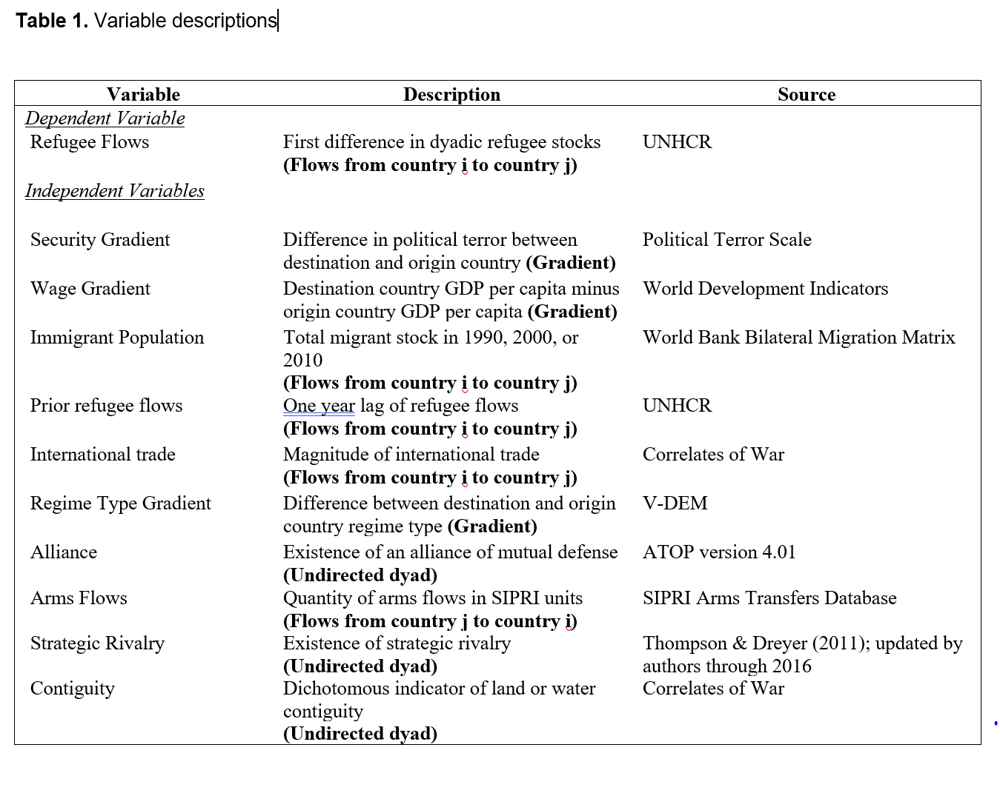 Table 1. Variable descriptions
Variable Description Source
Dependent Variable
Refugee Flows First difference in dyadic refugee stocks UNHCR
(Flows from country i to country j)
Independent Variables
Security Gradient Difference in political terror between Political Terror Scale
destination and origin country (Gradient)
Wage Gradient Destination country GDP per capita minus World Development Indicators
origin country GDP per capita (Gradient)
Immigrant Population Total migrant stock in 1990, 2000, or World Bank Bilateral Migration Matrix
2010
(Flows from country i to country j)
Prior refugee flows One year lag of refugee flows UNHCR
(Flows from country i to country j)
International trade Magnitude of international trade Correlates of War
(Flows from country i to country j)
Regime Type Gradient Difference between destination and origin V-DEM
country regime type (Gradient)
Alliance Existence of an alliance of mutual defense ATOP version 4.01
(Undirected dyad)
Arms Flows Quantity of arms flows in SIPRI units SIPRI Arms Transfers Database
(Flows from country j to country i)
Strategic Rivalry Existence of strategic rivalry Thompson & Dreyer (2011); updated by
(Undirected dyad) authors through 2016
Contiguity Dichotomous indicator of land or water Correlates of War
contiguity
(Undirected dyad)